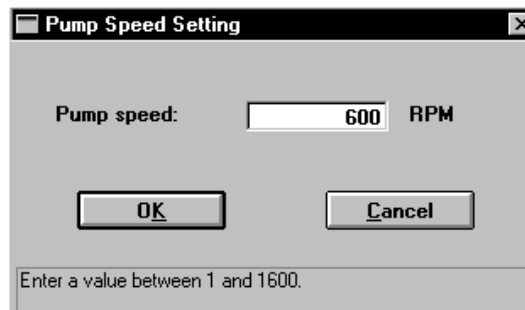 Pump Speed Setting
Pump speed: 600 RPM
OK Cancel
Enter a value between 1 and 1600.